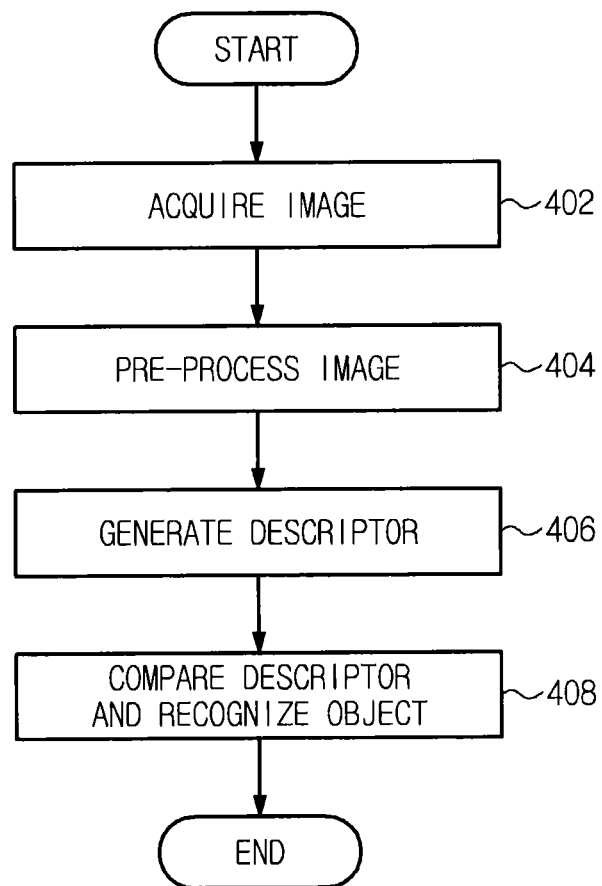 START
ACQUIRE IMAGE
402
PRE-PROCESS IMAGE
404
GENERATE DESCRIPTOR
406
COMPARE DESCRIPTOR
AND RECOGNIZE OBJECT
408
END